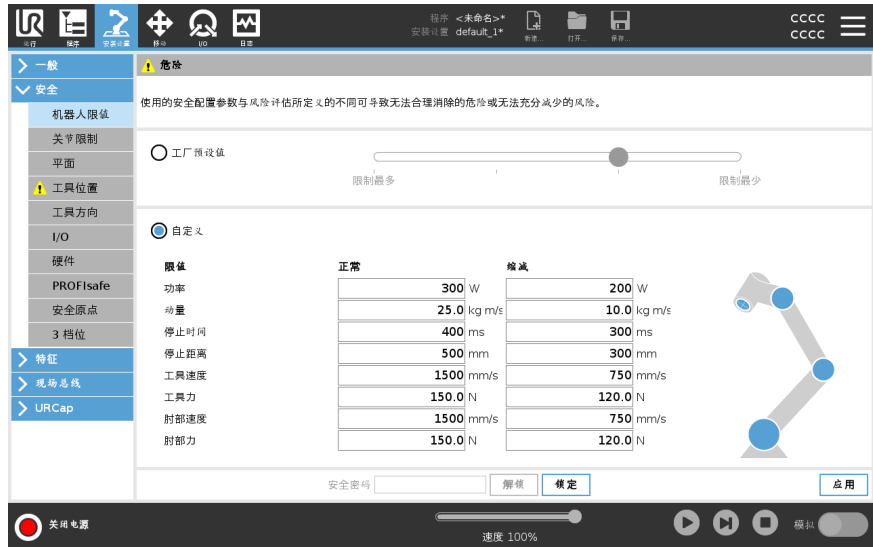 程序 <未命名>*
安装设置 default_1*
运行 程序 安装设置 移动 I/O 日志
新建... 打开... 保存...
cccc
cccc
一般
安全
机器人限值
关节限制
平面
工具位置
工具方向
I/O
硬件
PROFIsafe
安全原点
3 档位
特征
现场总线
URCap
危险
使用的安全配置参数与风险评估所定义的不同可导致无法合理消除的危险或无法充分减少的风险。
工厂预设值
限制最多 限制最少
自定义
限值 正常 缩减
功率 300 W 200 W
动量 25.0 kg m/s 10.0 kg m/s
停止时间 400 ms 300 ms
停止距离 500 mm 300 mm
工具速度 1500 mm/s 750 mm/s
工具力 150.0 N 120.0 N
肘部速度 1500 mm/s 750 mm/s
肘部力 150.0 N 120.0 N
安全密码 解锁 锁定 应用
关闭电源
速度 100%
模拟